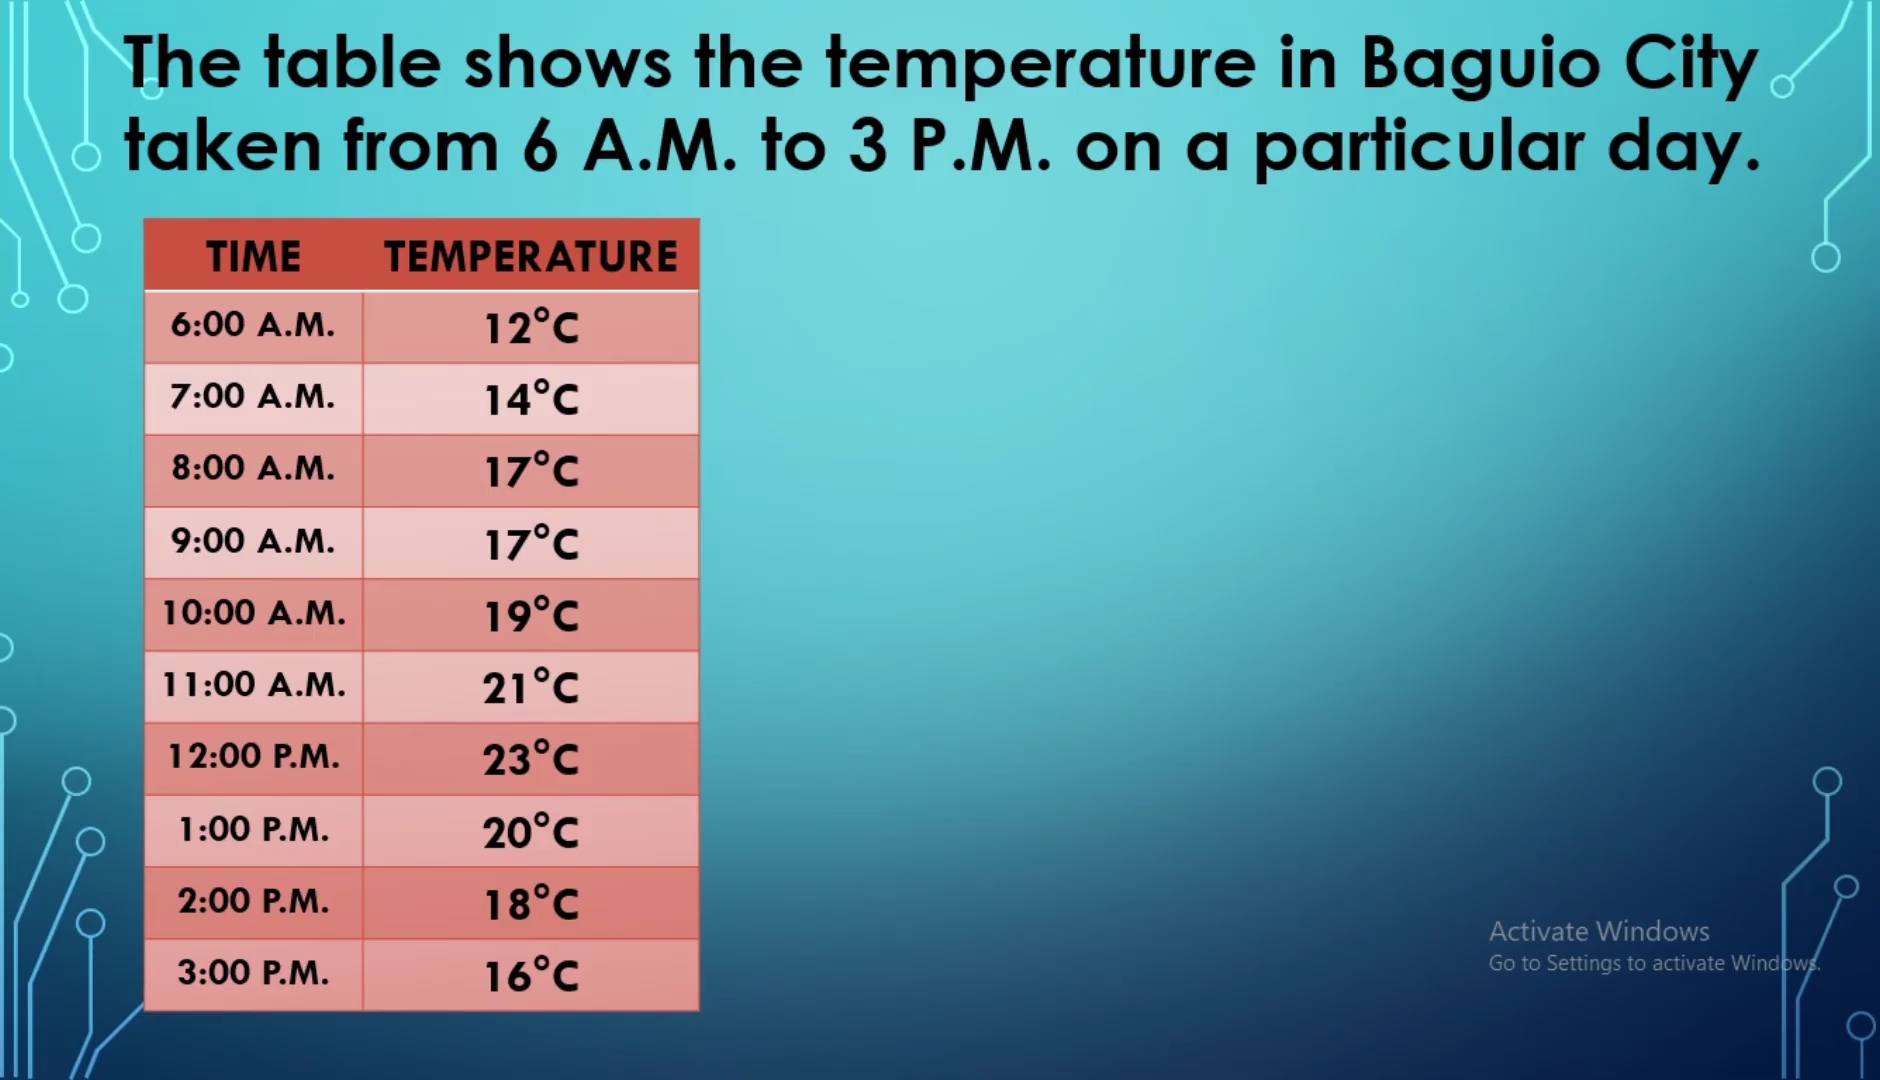 The table shows the temperature in Baguio City
taken from 6 A.M. to 3 P.M. on a particular day.
TIME TEMPERATURE
6:00 A.M. 12°C
7:00 A.M. 14°C
8:00 A.M. 17°C
9:00 A.M. 17°C
10:00 A.M. 19°C
11:00 A.M. 21°C
12:00 P.M. 23°C
1:00 P.M. 20°C
2:00 P.M. 18°C
3:00 P.M. 16°C
Activate Windows
Go to Settings to activate Windows.